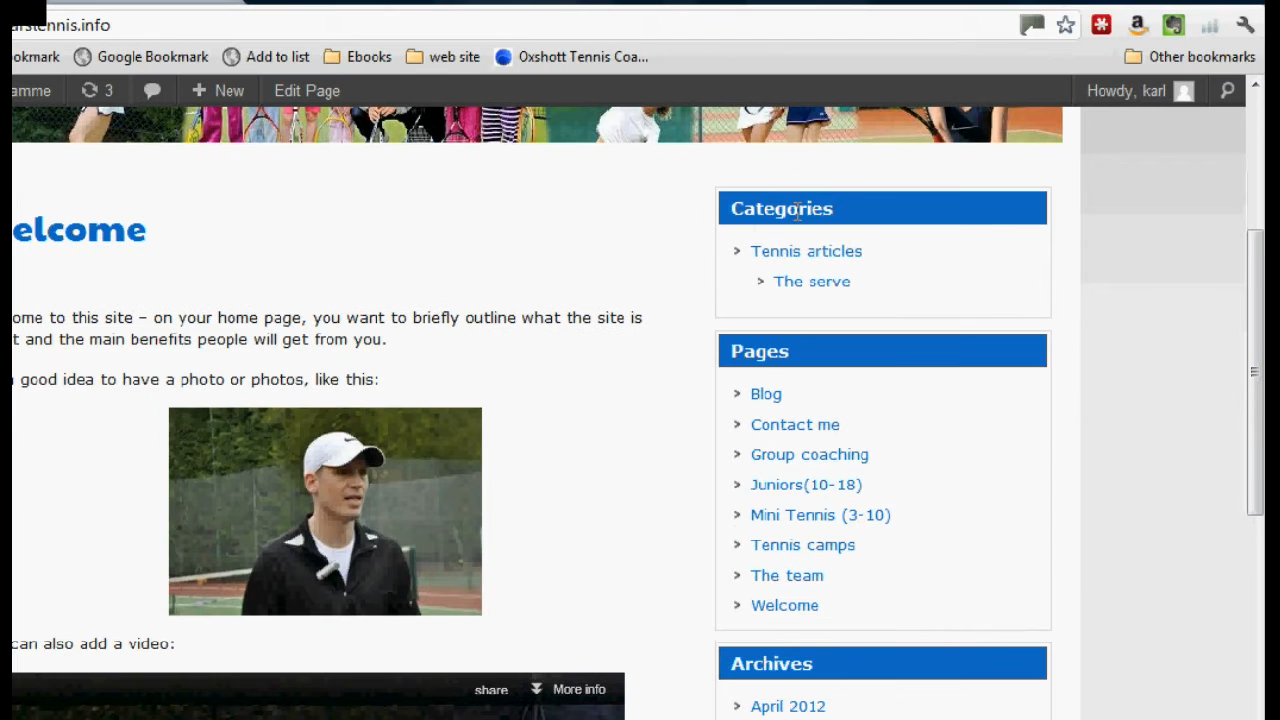 arstennis.info
okmark Google Bookmark Add to list Ebooks web site Oxshott Tennis Coa... Other bookmarks
amme 3 New Edit Page Howdy, karl
elcome
ome to this site – on your home page, you want to briefly outline what the site is
t and the main benefits people will get from you.
good idea to have a photo or photos, like this:
can also add a video:
share More info
Categories
Tennis articles
The serve
Pages
Blog
Contact me
Group coaching
Juniors(10-18)
Mini Tennis (3-10)
Tennis camps
The team
Welcome
Archives
April 2012